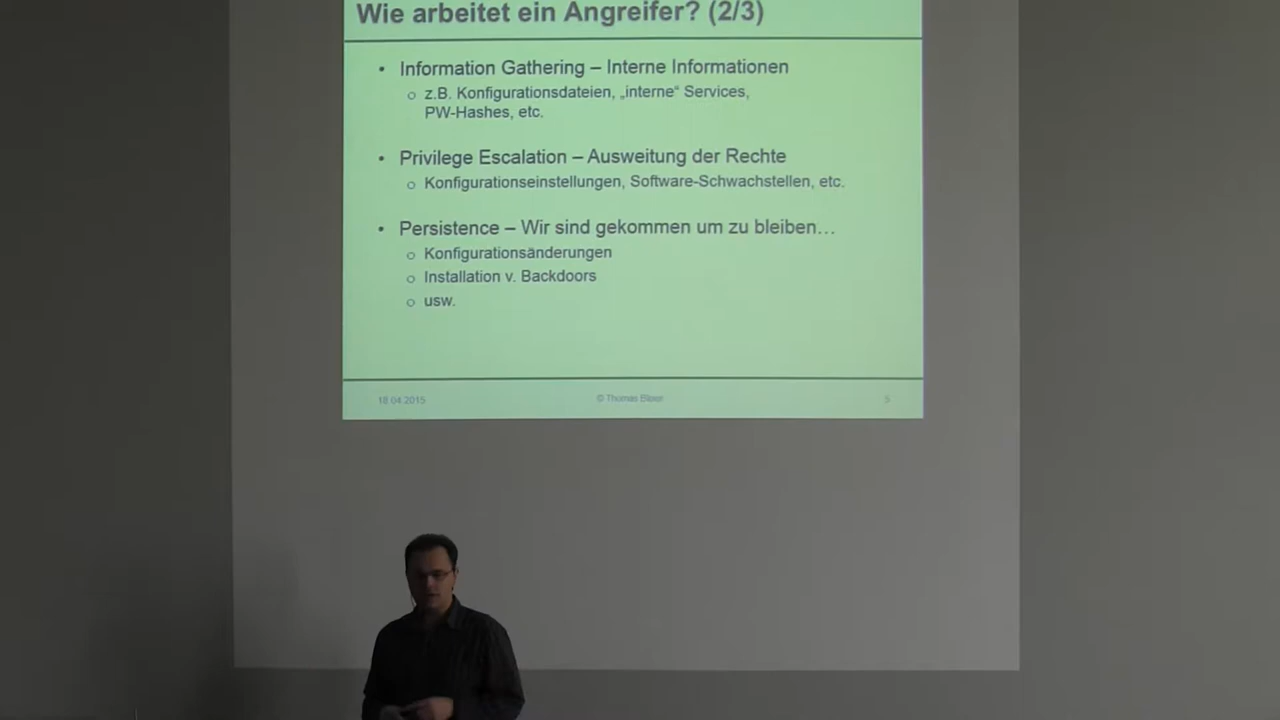 Wie arbeitet ein Angreifer? (2/3)
• Information Gathering – Interne Informationen
o z.B. Konfigurationsdateien, „interne“ Services,
PW-Hashes, etc.
• Privilege Escalation – Ausweitung der Rechte
o Konfigurationseinstellungen, Software-Schwachstellen, etc.
• Persistence – Wir sind gekommen um zu bleiben…
o Konfigurationsänderungen
o Installation v. Backdoors
o usw.
18.04.2015 © Thomas Bleier 5